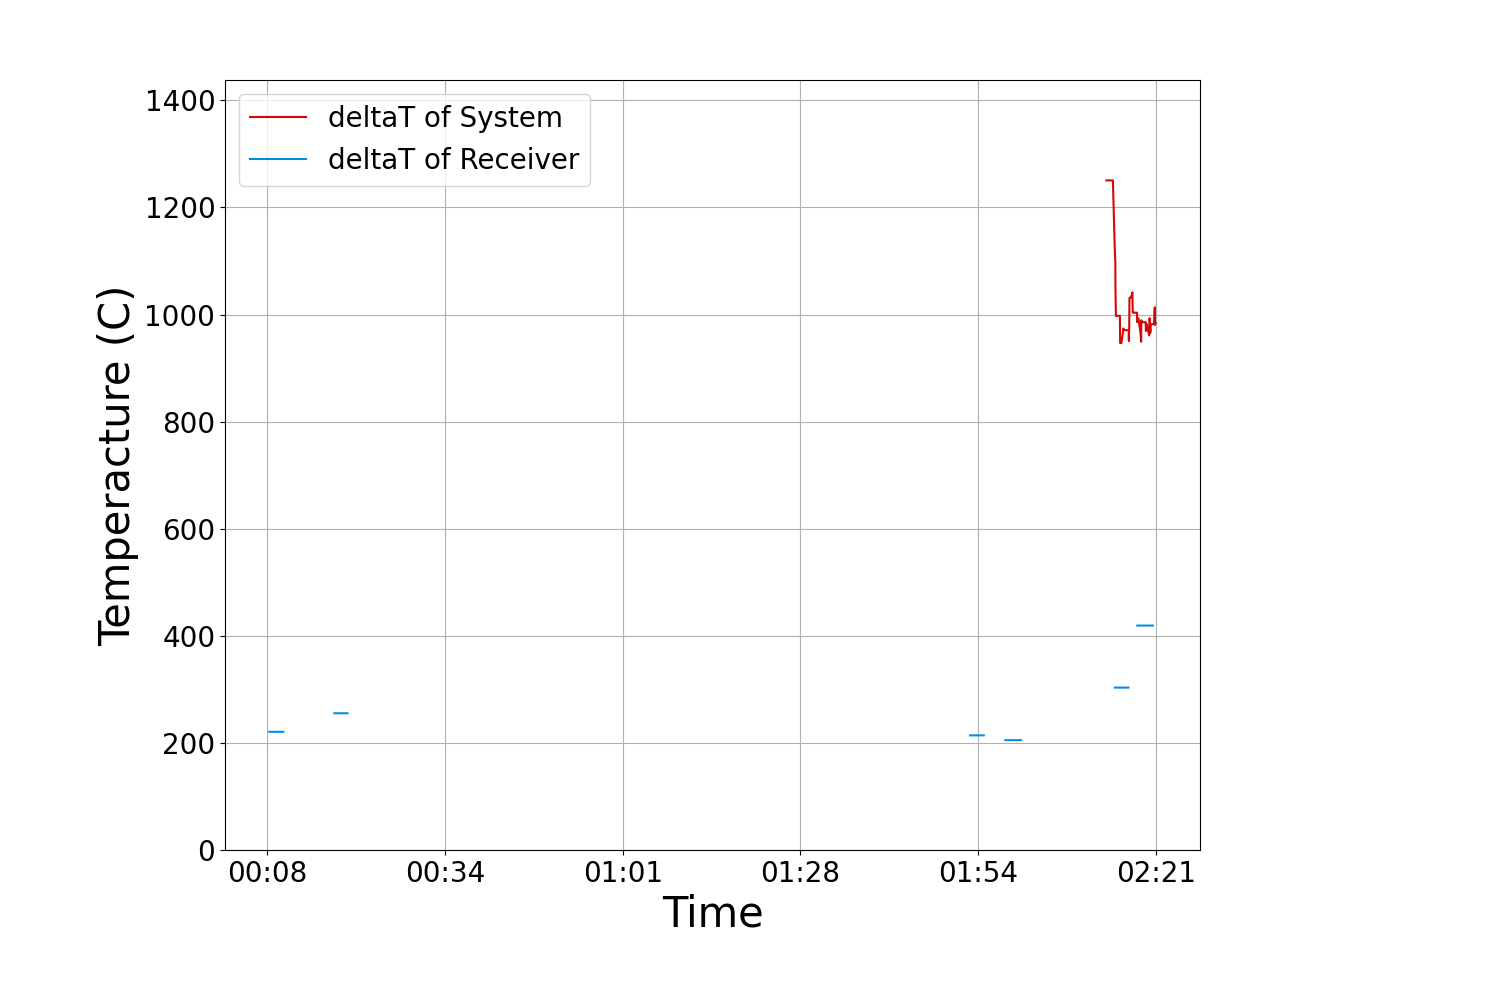 deltaT of System
deltaT of Receiver
Temperacture (C)
1400
1200
1000
800
600
400
200
0
00:08 00:34 01:01 01:28 01:54 02:21
Time